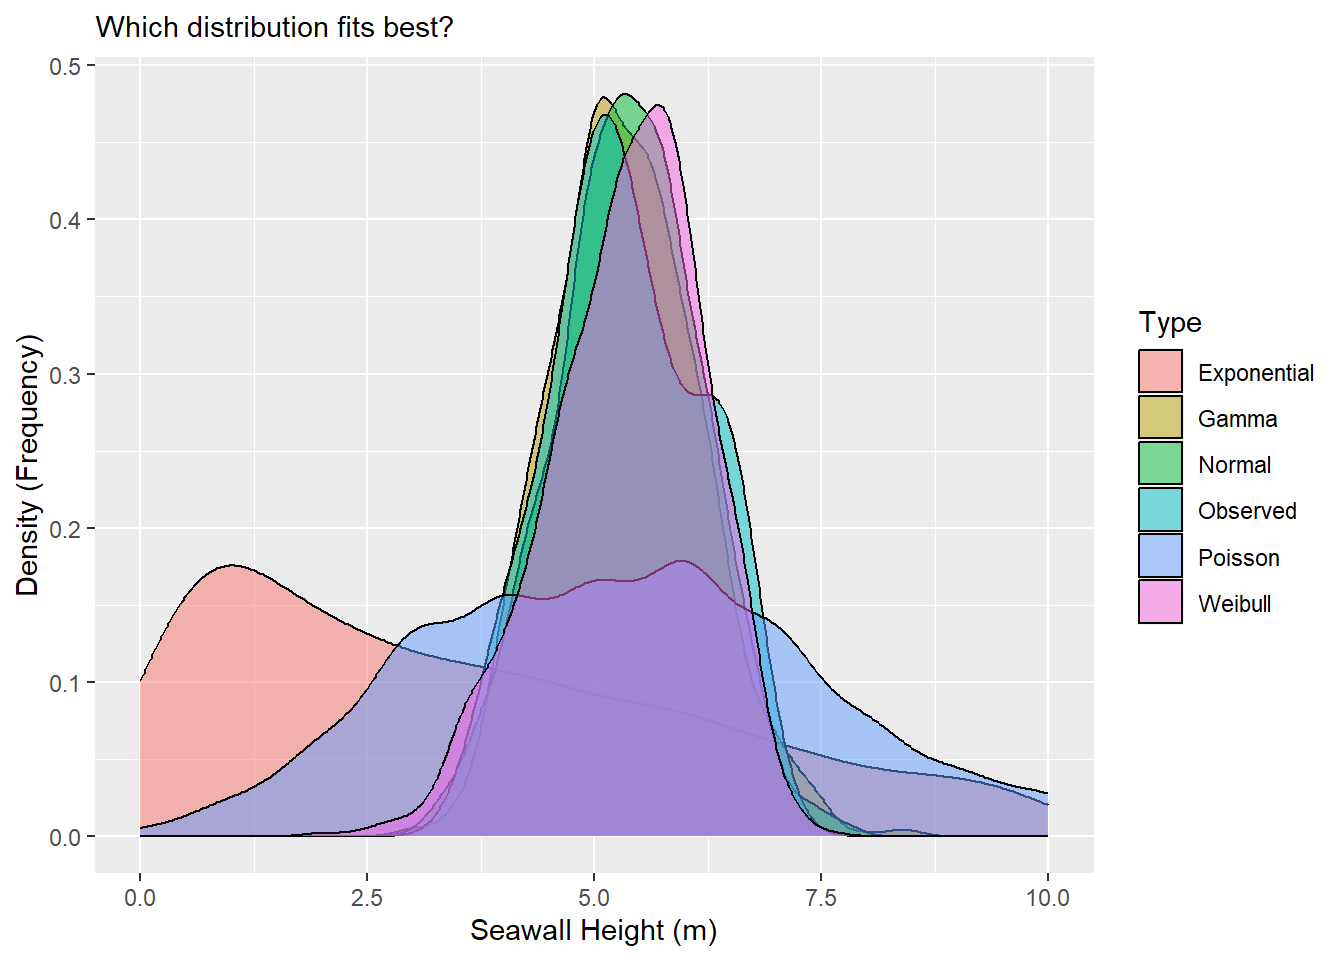 Which distribution fits best?
0.5
0.4
0.3
0.2
0.1
0.0
Density (Frequency)
0.0 2.5 5.0 7.5 10.0
Seawall Height (m)
Type
Exponential
Gamma
Normal
Observed
Poisson
Weibull